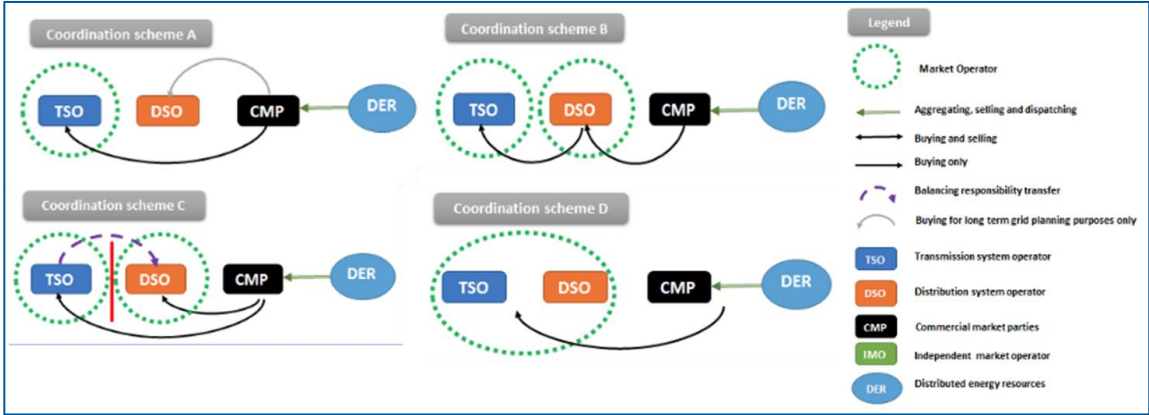 Coordination scheme A
TSO
DSO
CMP
DER
Coordination scheme B
TSO
DSO
CMP
DER
Coordination scheme C
TSO
DSO
CMP
DER
Coordination scheme D
TSO
DSO
CMP
DER
Legend
Market Operator
Aggregating, selling and dispatching
Buying and selling
Buying only
Balancing responsibility transfer
Buying for long term grid planning purposes only
TSO Transmission system operator
DSO Distribution system operator
CMP Commercial market parties
IMO Independent market operator
DER Distributed energy resources